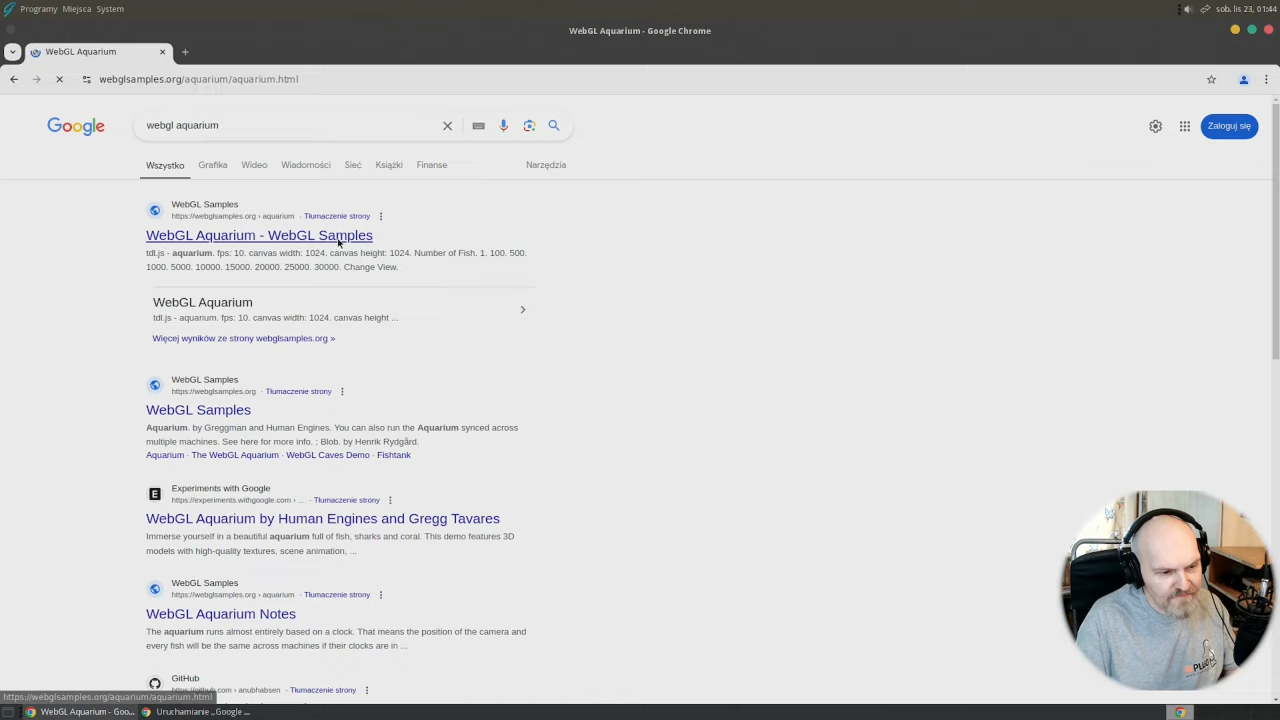 Programy Miejsca System
sob. lis 23, 01:44
WebGL Aquarium - Google Chrome
WebGL Aquarium
webglsamples.org/aquarium/aquarium.html
Google
webgl aquarium
Zaloguj się
Wszystko Grafika Wideo Wiadomości Sieć Książki Finanse Narzędzia
WebGL Samples
https://webglsamples.org › aquarium · Tłumaczenie strony
WebGL Aquarium - WebGL Samples
tdl.js - aquarium. fps: 10. canvas width: 1024. canvas height: 1024. Number of Fish. 1. 100. 500.
1000. 5000. 10000. 15000. 20000. 25000. 30000. Change View.
WebGL Aquarium
tdl.js - aquarium. fps: 10. canvas width: 1024. canvas height ...
Więcej wyników ze strony webglsamples.org »
WebGL Samples
https://webglsamples.org · Tłumaczenie strony
WebGL Samples
Aquarium. by Greggman and Human Engines. You can also run the Aquarium synced across
multiple machines. See here for more info. ; Blob. by Henrik Rydgård.
Aquarium · The WebGL Aquarium · WebGL Caves Demo · Fishtank
Experiments with Google
https://experiments.withgoogle.com › ... · Tłumaczenie strony
WebGL Aquarium by Human Engines and Gregg Tavares
Immerse yourself in a beautiful aquarium full of fish, sharks and coral. This demo features 3D
models with high-quality textures, scene animation, ...
WebGL Samples
https://webglsamples.org › aquarium · Tłumaczenie strony
WebGL Aquarium Notes
The aquarium runs almost entirely based on a clock. That means the position of the camera and
every fish will be the same across machines if their clocks are in ...
GitHub
https://github.com › anubhabsen · Tłumaczenie strony
https://webglsamples.org/aquarium/aquarium.html
WebGL Aquarium - Goo... Uruchamianie „Google ...